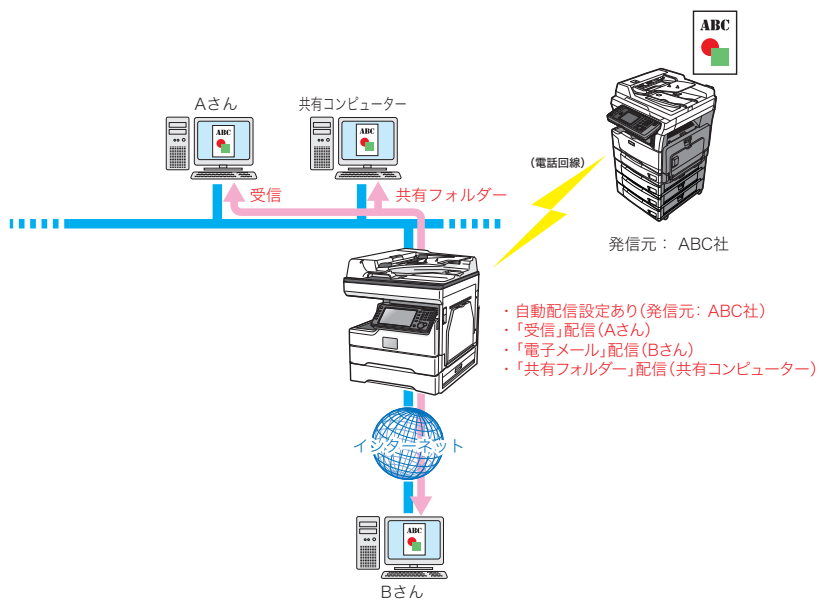 ABC
Aさん
共有コンピューター
ABC
ABC
(電話回線)
受信
共有フォルダー
発信元： ABC社
・自動配信設定あり(発信元：ABC社)
・「受信」配信(Aさん)
・「電子メール」配信(Bさん)
・「共有フォルダー」配信(共有コンピューター)
インターネット
ABC
Bさん